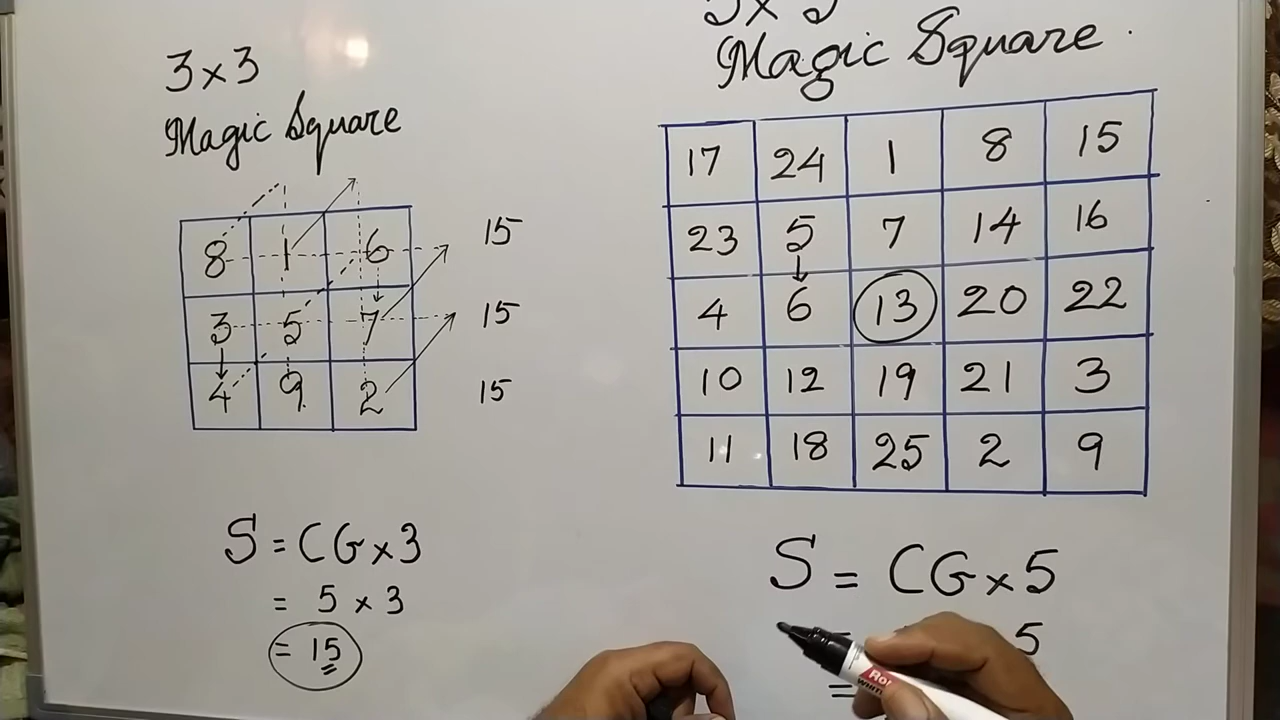 3 x 3
Magic Square
8 1 6 15
3 5 7 15
4 9 2 15
S = CG x 3
= 5 x 3
= 15
5 x 5
Magic Square
17 24 1 8 15
23 5 7 14 16
4 6 13 20 22
10 12 19 21 3
11 18 25 2 9
S = CG x 5
= 5
=